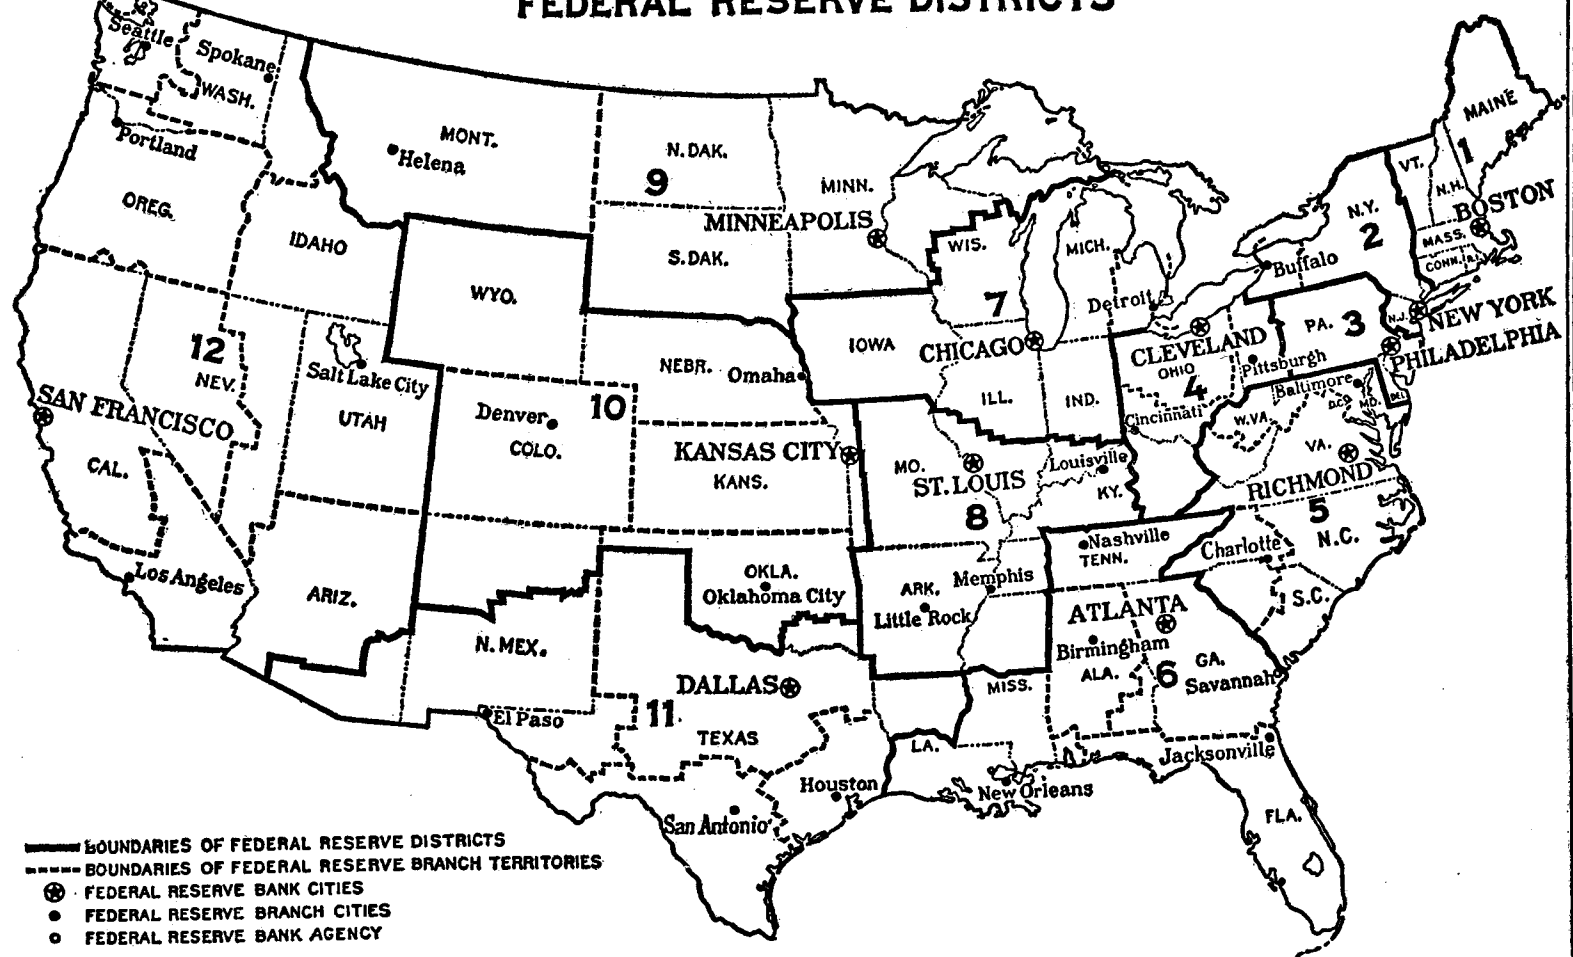 FEDERAL RESERVE DISTRICTS
Seattle
Spokane
WASH.
Portland
OREG.
IDAHO
MONT.
Helena
N.DAK.
9
S.DAK.
MINN.
MINNEAPOLIS
WIS.
MICH.
7
Detroit
CHICAGO
IOWA
ILL.
IND.
WYO.
NEBR.
Omaha
10
Denver
COLO.
KANSAS CITY
KANS.
12
NEV.
Salt Lake City
UTAH
SAN FRANCISCO
CAL.
Los Angeles
ARIZ.
N.MEX.
El Paso
OKLA.
Oklahoma City
DALLAS
11
TEXAS
Houston
San Antonio
MO.
ST.LOUIS
8
Louisville
KY.
ARK.
Memphis
Little Rock
Nashville
TENN.
ATLANTA
Birmingham
ALA.
6
GA.
Savannah
MISS.
LA.
New Orleans
Jacksonville
FLA.
MAINE
1
VT.
N.H.
BOSTON
MASS.
CONN.
R.I.
N.Y.
2
Buffalo
NEW YORK
N.J.
PA.
3
PHILADELPHIA
CLEVELAND
OHIO
4
Pittsburgh
Cincinnati
Baltimore
D.C.
MD.
DEL.
W.VA.
VA.
RICHMOND
5
Charlotte
N.C.
S.C.
BOUNDARIES OF FEDERAL RESERVE DISTRICTS
BOUNDARIES OF FEDERAL RESERVE BRANCH TERRITORIES
FEDERAL RESERVE BANK CITIES
FEDERAL RESERVE BRANCH CITIES
FEDERAL RESERVE BANK AGENCY